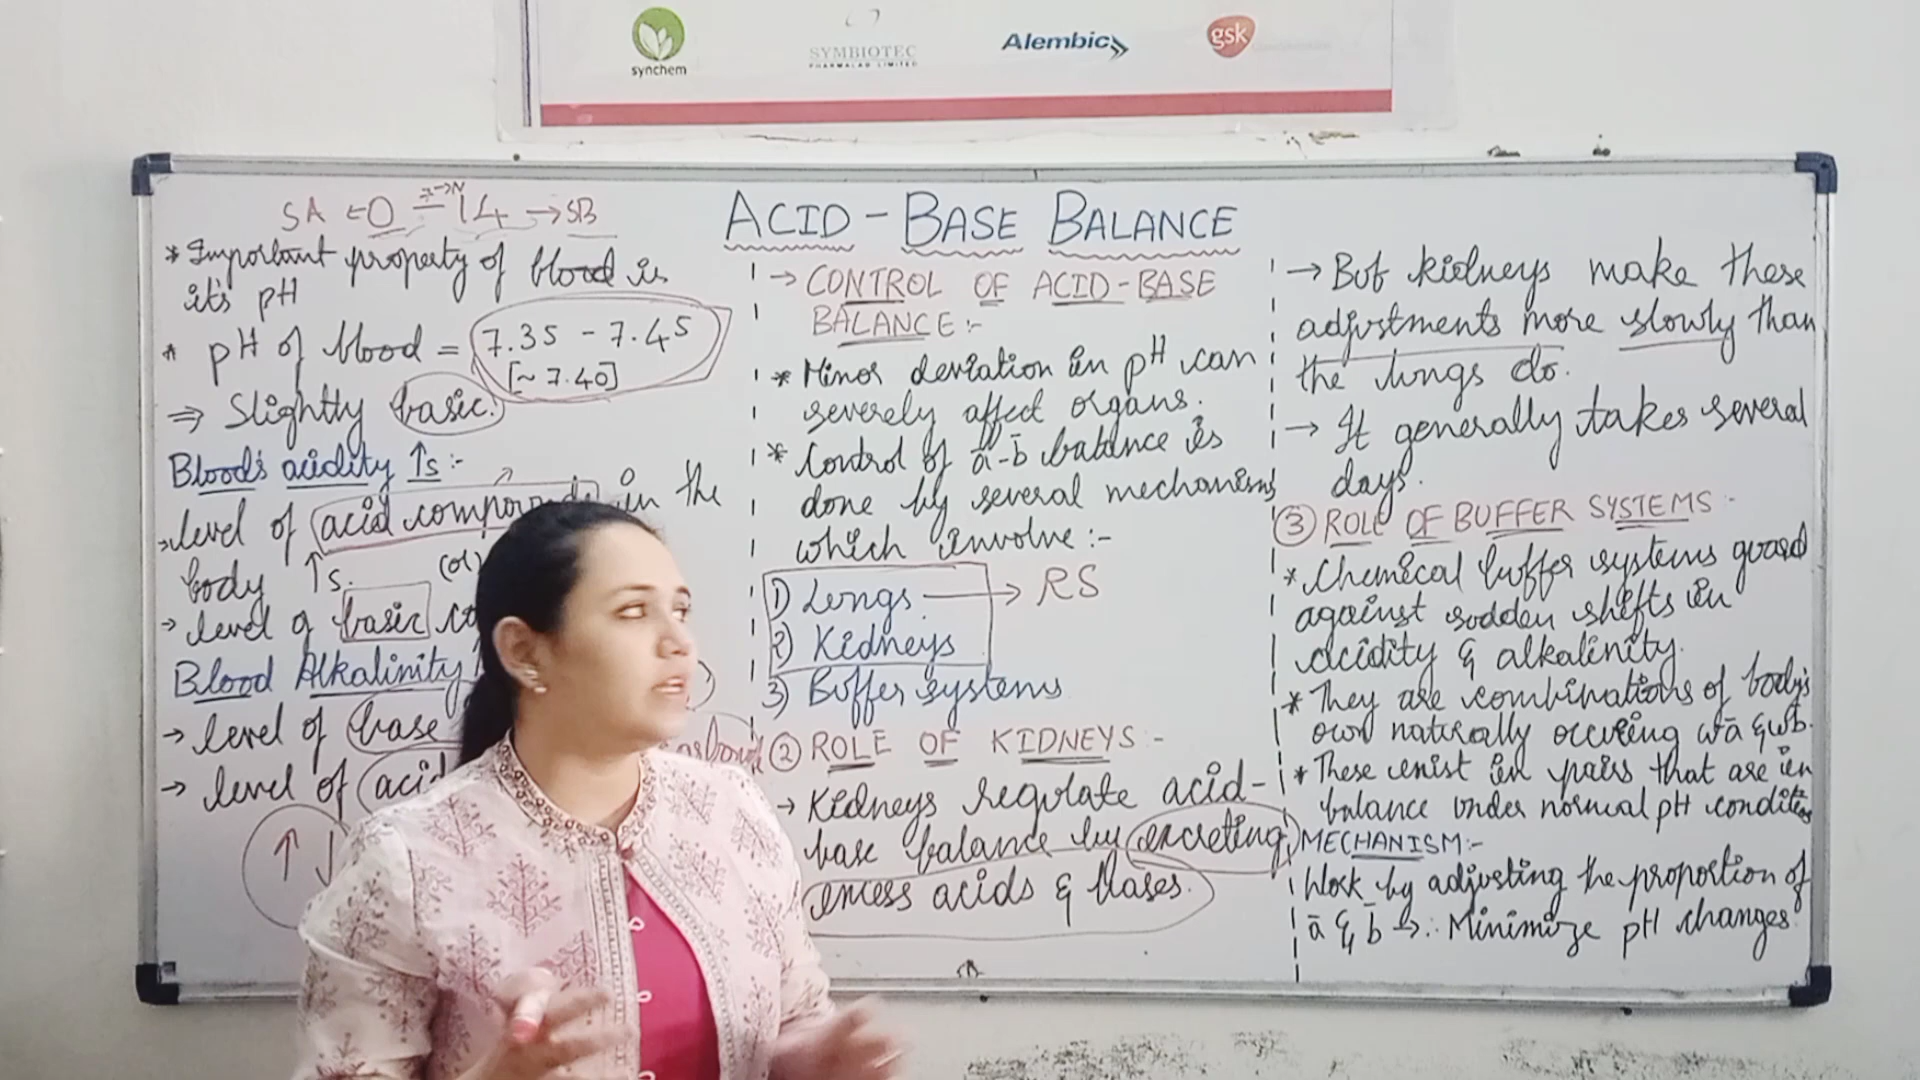 synchem
SYMBIOTEC
PHARMALAB LIMITED
Alembic
gsk
ACID-BASE BALANCE
SA ← 0 7→N 14 → SB
* Important property of blood is
it's pH
* pH of blood = 7.35 - 7.45
[~ 7.40]
⇒ Slightly basic.
Blood's acidity ↑s:-
→ level of acid compounds in the
body ↑s.
(or)
→ level of basic co
Blood Alkalinity
→ level of base
→ level of acid
↑ ↓
→ CONTROL OF ACID-BASE
BALANCE:-
* Minor deviation in pH can
severely affect organs.
* Control of ā-b̄ balance is
done by several mechanisms
which involve:-
1) Lungs → RS
2) Kidneys
3) Buffer systems
② ROLE OF KIDNEYS:-
→ Kidneys regulate acid-
base balance by excreting
excess acids & bases.
→ But kidneys make these
adjustments more slowly than
the lungs do.
→ It generally takes several
days.
③ ROLE OF BUFFER SYSTEMS:-
* Chemical buffer systems guard
against sudden shifts in
acidity & alkalinity.
* They are combinations of body's
own naturally occuring wā & wb.
* These exist in pairs that are in
balance under normal pH conditions
MECHANISM:-
Work by adjusting the proportion of
ā & b̄ → ∴ Minimize pH changes.